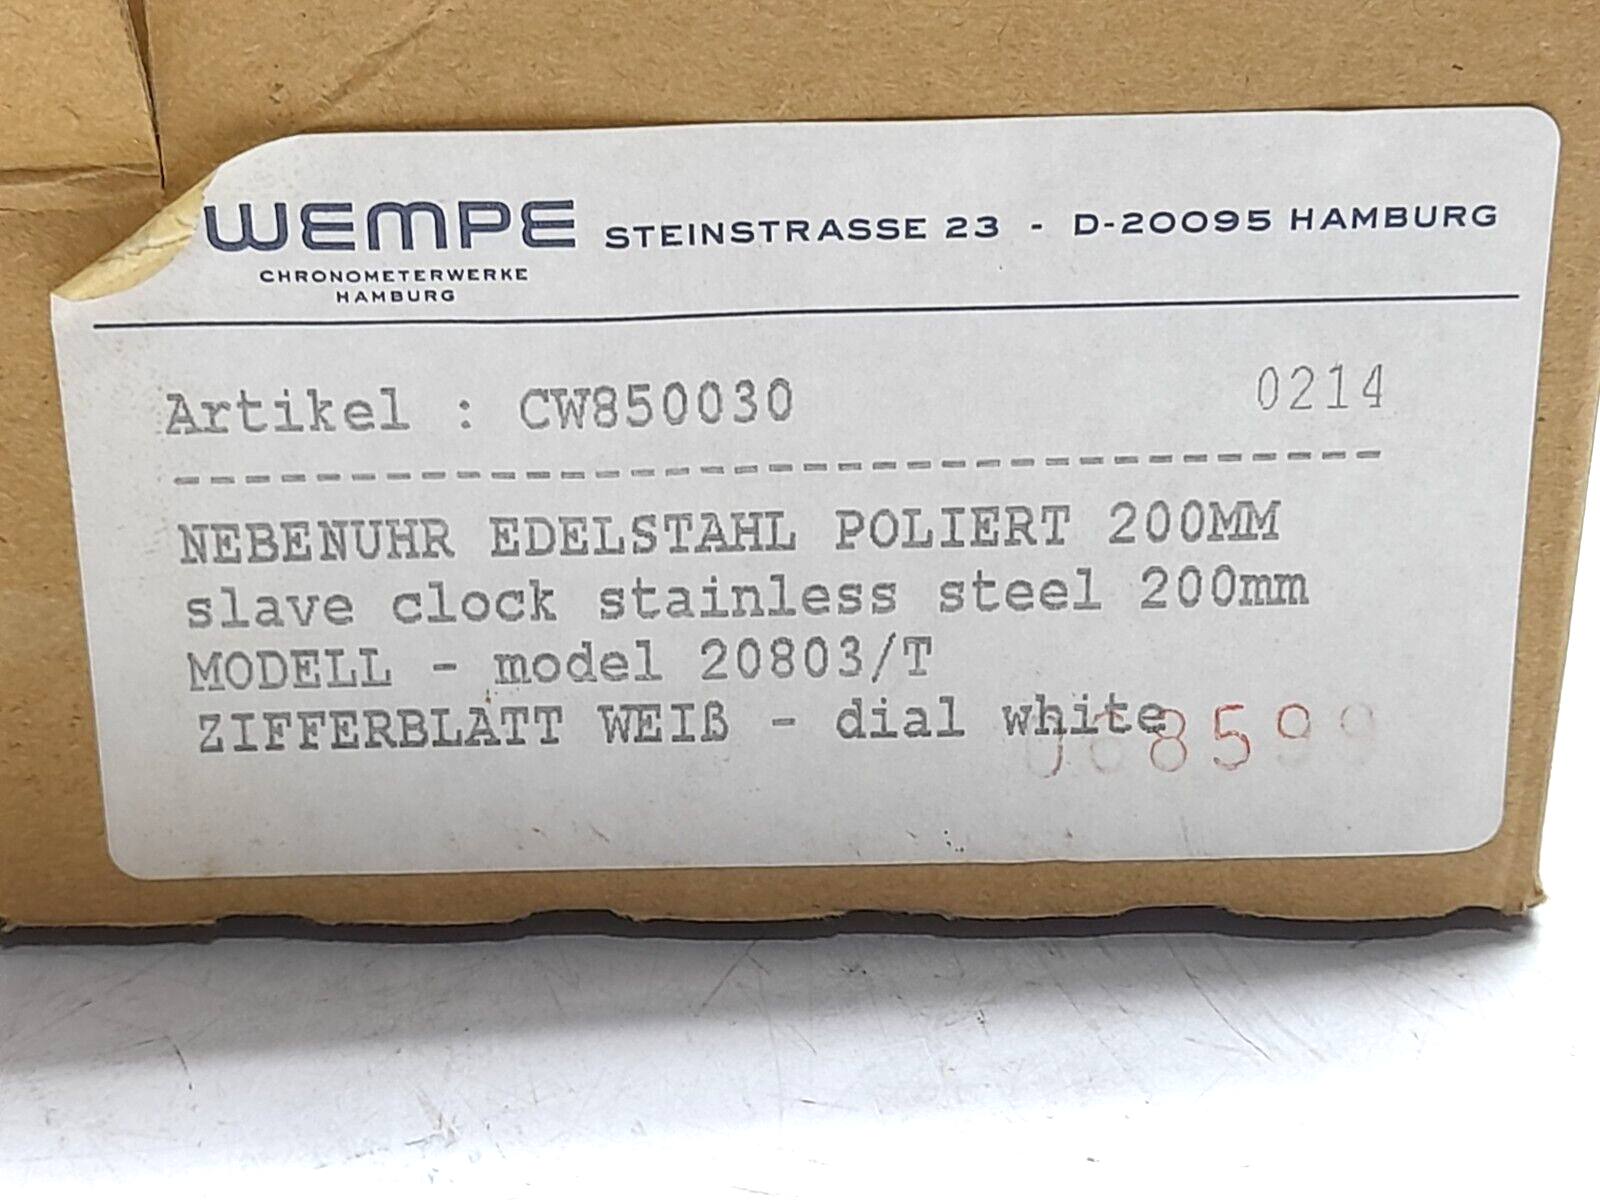 WEMPE STEINSTRASSE 23 - D-20095 HAMBURG
CHRONOMETERWERKE
HAMBURG
Artikel : CW850030 0214
--------------------------------
NEBENUHR EDELSTAHL POLIERT 200MM
slave clock stainless steel 200mm
MODELL - model 20803/T
ZIFFERBLATT WEIß - dial white